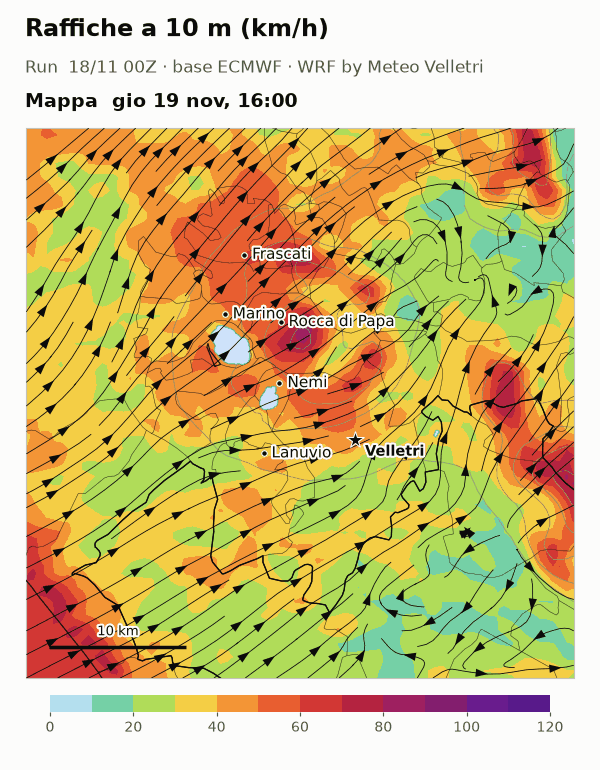 Raffiche a 10 m (km/h)
Run 18/11 00Z · base ECMWF · WRF by Meteo Velletri
Mappa gio 19 nov, 16:00
Frascati
Marino
Rocca di Papa
Nemi
Velletri
Lanuvio
10 km
0 20 40 60 80 100 120